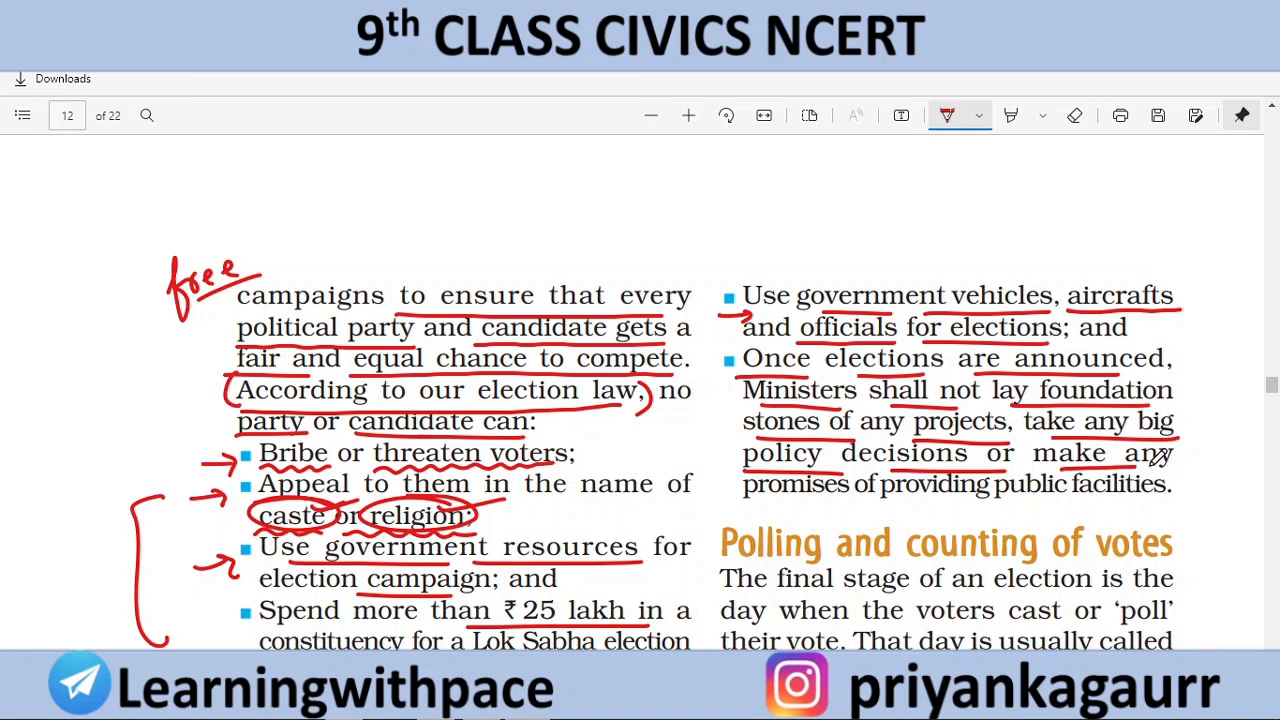 9th CLASS CIVICS NCERT
Downloads
12 of 22
free
campaigns to ensure that every
political party and candidate gets a
fair and equal chance to compete.
According to our election law, no
party or candidate can:
Bribe or threaten voters;
Appeal to them in the name of
caste or religion;
Use government resources for
election campaign; and
Spend more than ₹ 25 lakh in a
constituency for a Lok Sabha election
Use government vehicles, aircrafts
and officials for elections; and
Once elections are announced,
Ministers shall not lay foundation
stones of any projects, take any big
policy decisions or make any
promises of providing public facilities.
Polling and counting of votes
The final stage of an election is the
day when the voters cast or ‘poll’
their vote. That day is usually called
Learningwithpace
priyankagaurr